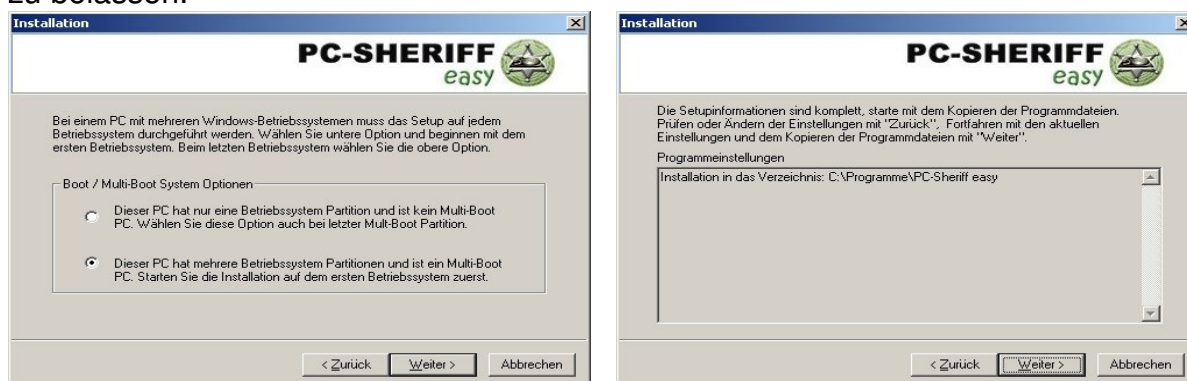 zu belassen.
Installation
PC-SHERIFF
easy
Bei einem PC mit mehreren Windows-Betriebssystemen muss das Setup auf jedem
Betriebssystem durchgeführt werden. Wählen Sie untere Option und beginnen mit dem
ersten Betriebssystem. Beim letzten Betriebssystem wählen Sie die obere Option.
Boot / Multi-Boot System Optionen
Dieser PC hat nur eine Betriebssystem Partition und ist kein Multi-Boot
PC. Wählen Sie diese Option auch bei letzter Mult-Boot Partition.
Dieser PC hat mehrere Betriebssystem Partitionen und ist ein Multi-Boot
PC. Starten Sie die Installation auf dem ersten Betriebssystem zuerst.
< Zurück
Weiter >
Abbrechen
Installation
PC-SHERIFF
easy
Die Setupinformationen sind komplett, starte mit dem Kopieren der Programmdateien.
Prüfen oder Ändern der Einstellungen mit "Zurück", Fortfahren mit den aktuellen
Einstellungen und dem Kopieren der Programmdateien mit "Weiter".
Programmeinstellungen
Installation in das Verzeichnis: C:\Programme\PC-Sheriff easy
< Zurück
Weiter >
Abbrechen